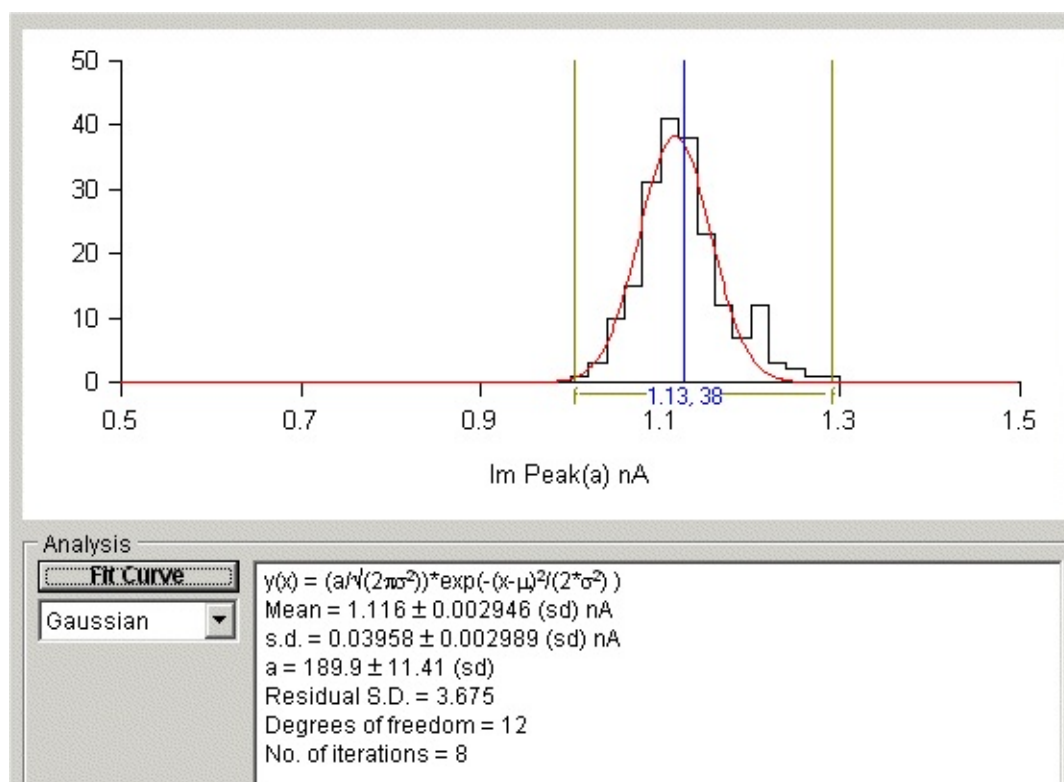 50
40
30
20
10
0
1.13, 38
0.5 0.7 0.9 1.1 1.3 1.5
Im Peak(a) nA
Analysis
Fit Curve
Gaussian
y(x) = (a/√(2πσ²))*exp(-(x-μ)²/(2*σ²) )
Mean = 1.116 ± 0.002946 (sd) nA
s.d. = 0.03958 ± 0.002989 (sd) nA
a = 189.9 ± 11.41 (sd)
Residual S.D. = 3.675
Degrees of freedom = 12
No. of iterations = 8